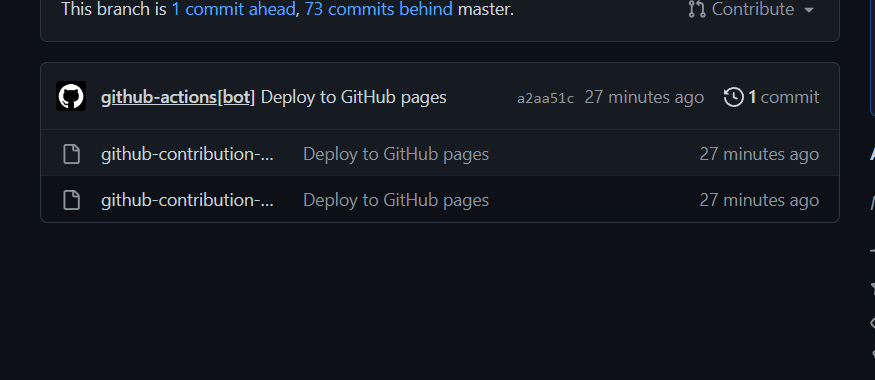 This branch is 1 commit ahead, 73 commits behind master.
Contribute
github-actions[bot] Deploy to GitHub pages
a2aa51c 27 minutes ago 1 commit
github-contribution-... Deploy to GitHub pages 27 minutes ago
github-contribution-... Deploy to GitHub pages 27 minutes ago